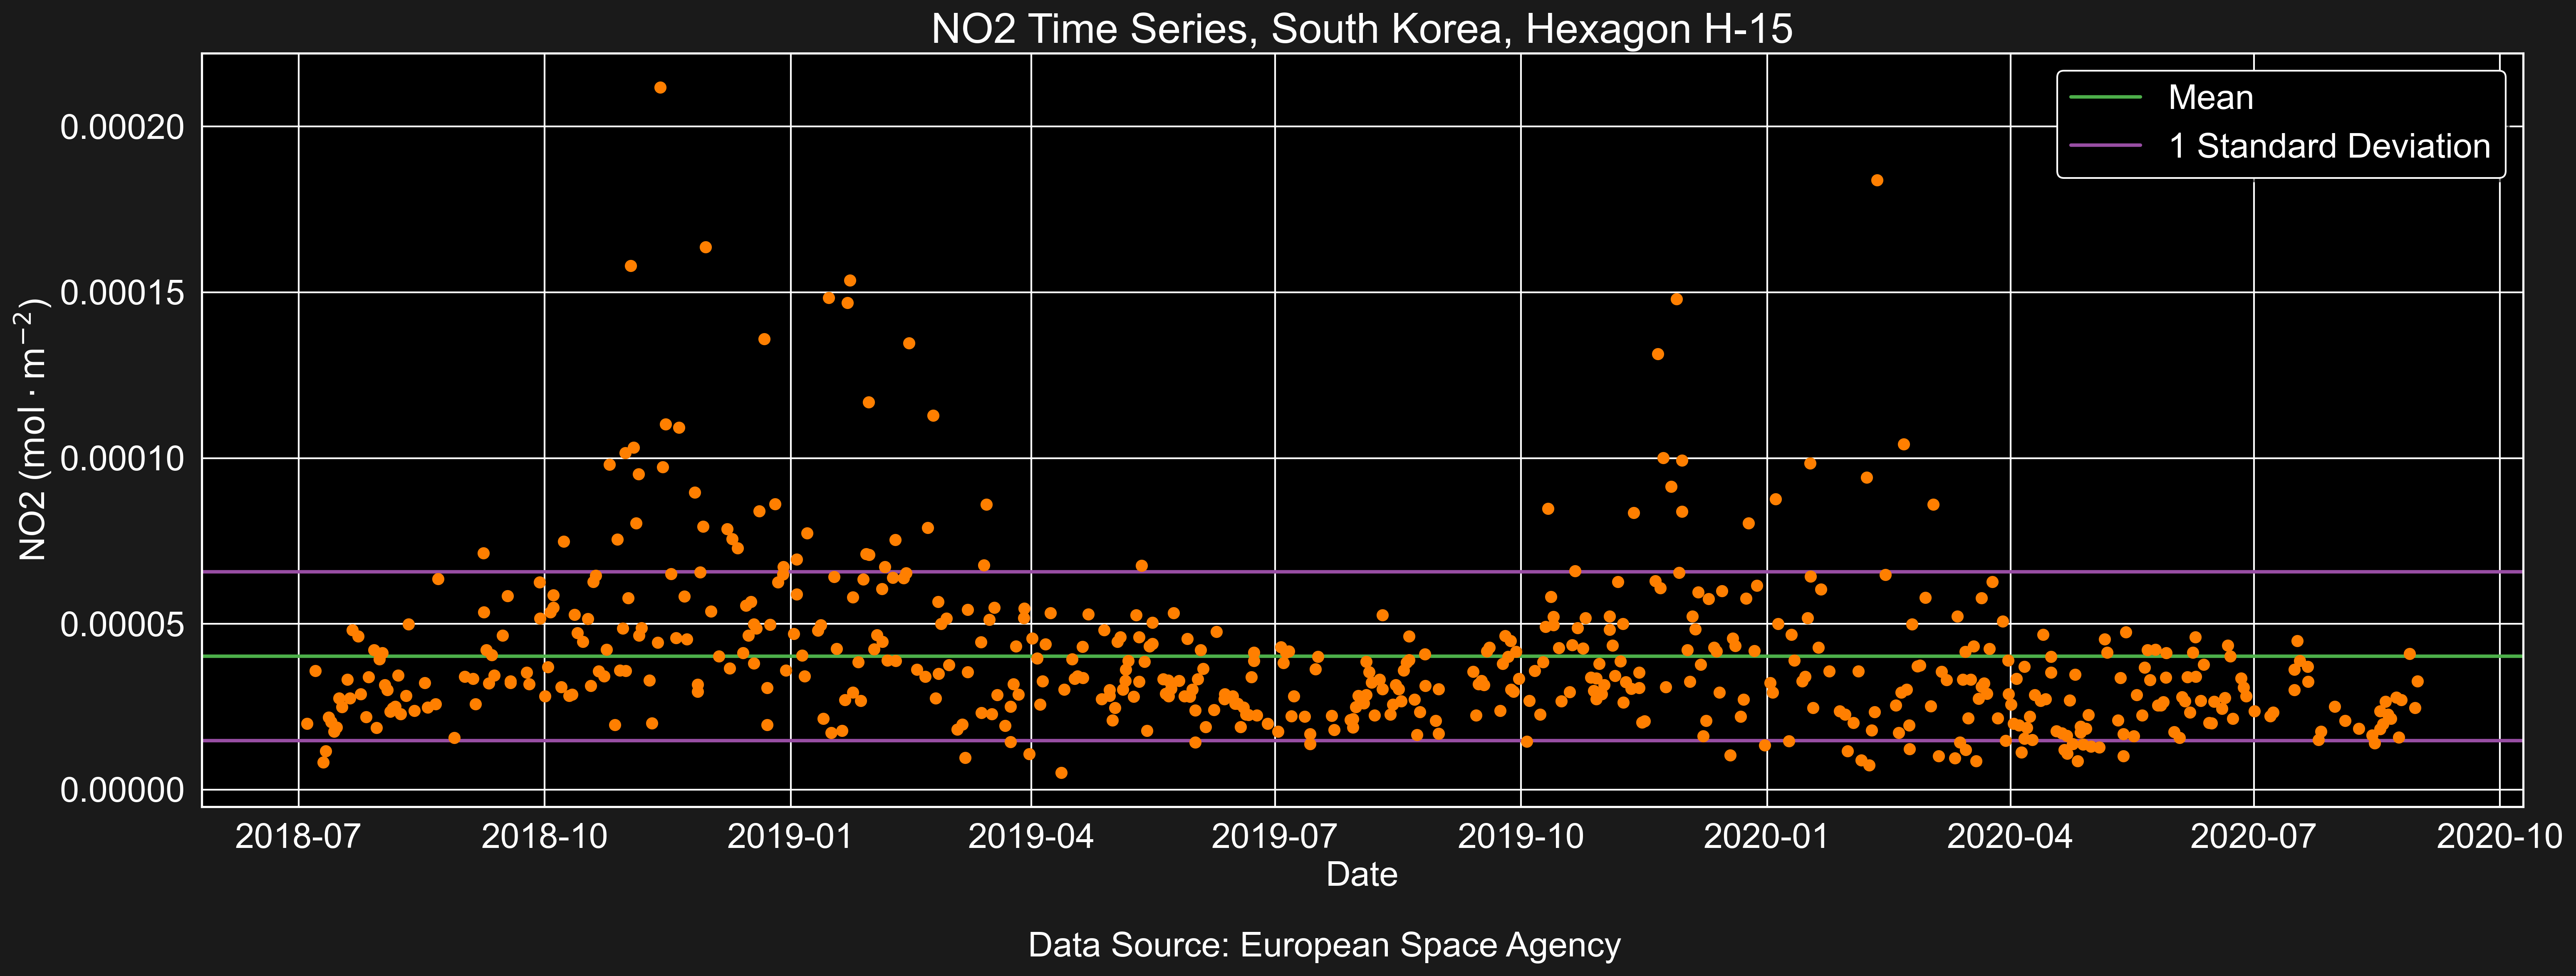 NO2 Time Series, South Korea, Hexagon H-15
Mean
1 Standard Deviation
NO2 (mol · m⁻²)
0.00020
0.00015
0.00010
0.00005
0.00000
2018-07 2018-10 2019-01 2019-04 2019-07 2019-10 2020-01 2020-04 2020-07 2020-10
Date
Data Source: European Space Agency